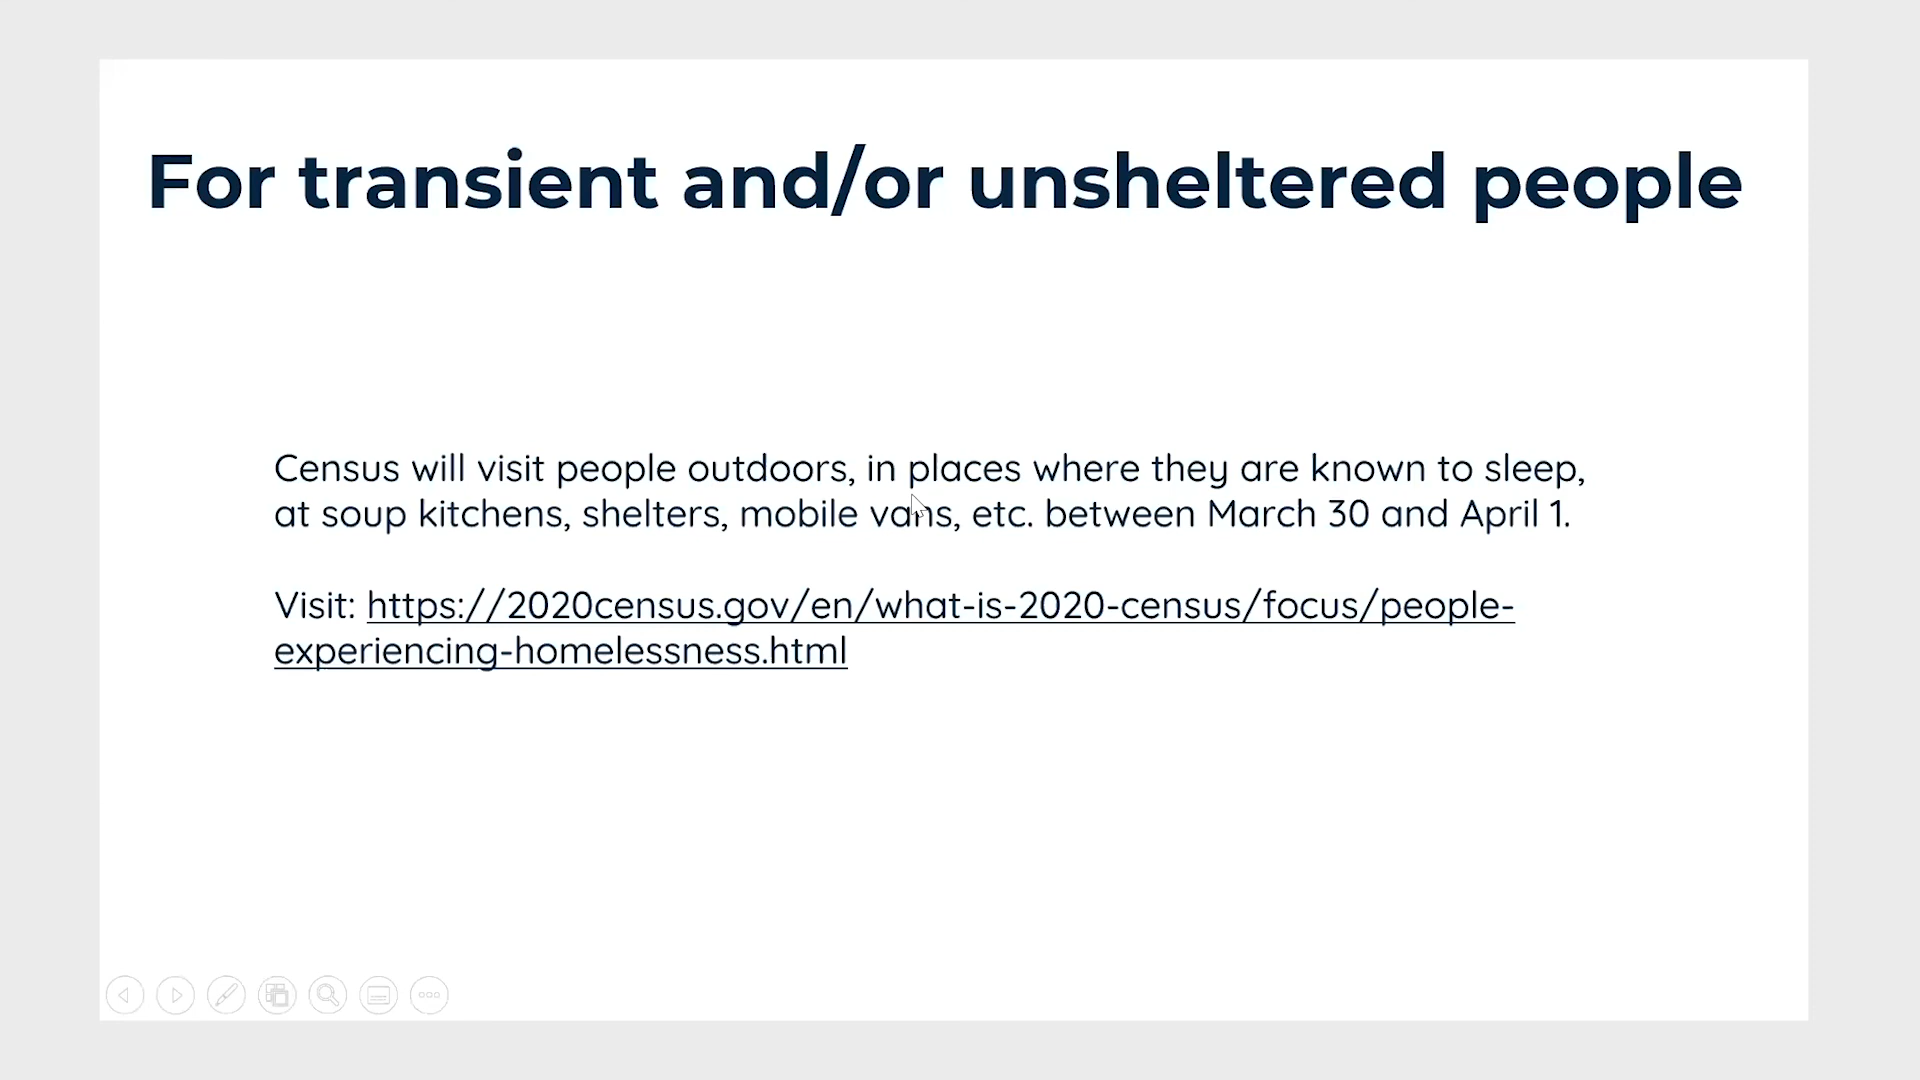 For transient and/or unsheltered people
Census will visit people outdoors, in places where they are known to sleep,
at soup kitchens, shelters, mobile vans, etc. between March 30 and April 1.
Visit: https://2020census.gov/en/what-is-2020-census/focus/people-
experiencing-homelessness.html